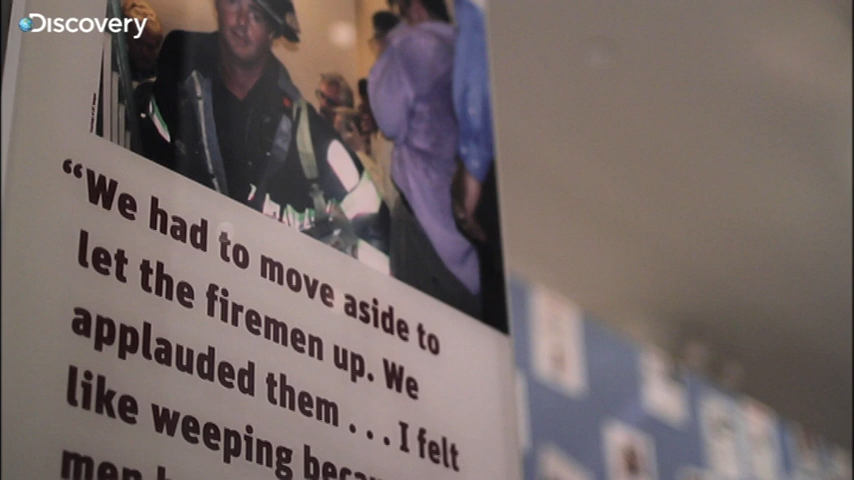 Discovery
“We had to move aside to
let the firemen up. We
applauded them . . . I felt
like weeping